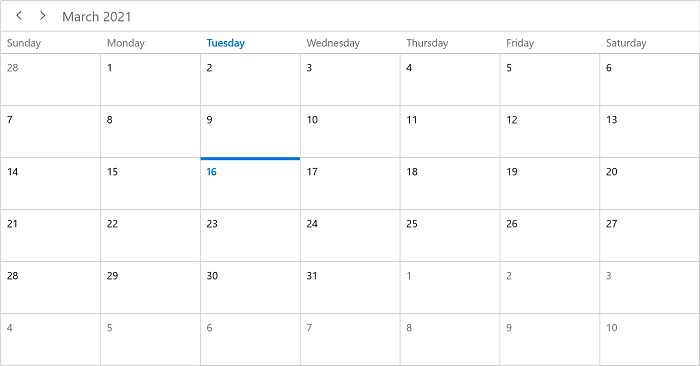 March 2021
Sunday Monday Tuesday Wednesday Thursday Friday Saturday
28 1 2 3 4 5 6
7 8 9 10 11 12 13
14 15 16 17 18 19 20
21 22 23 24 25 26 27
28 29 30 31 1 2 3
4 5 6 7 8 9 10